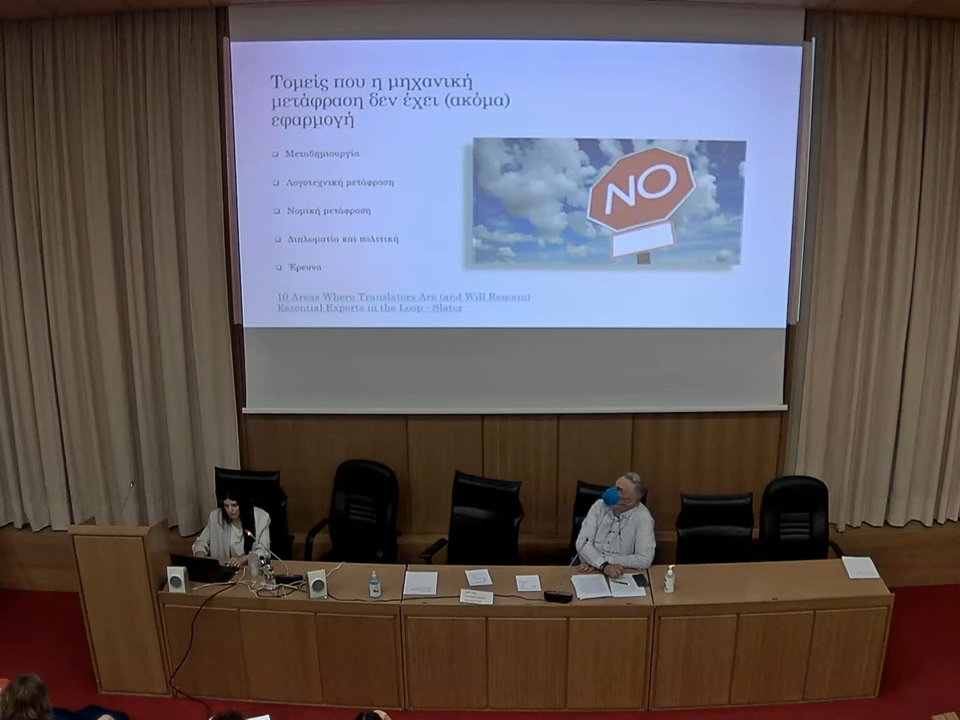 Τομείς που η μηχανική
μετάφραση δεν έχει (ακόμα)
εφαρμογή
Μεταδημιουργία
Λογοτεχνική μετάφραση
Νομική μετάφραση
Διπλωματία και πολιτική
Έρευνα
10 Areas Where Translators Are (and Will Remain)
Essential Experts in the Loop - Slator
NO